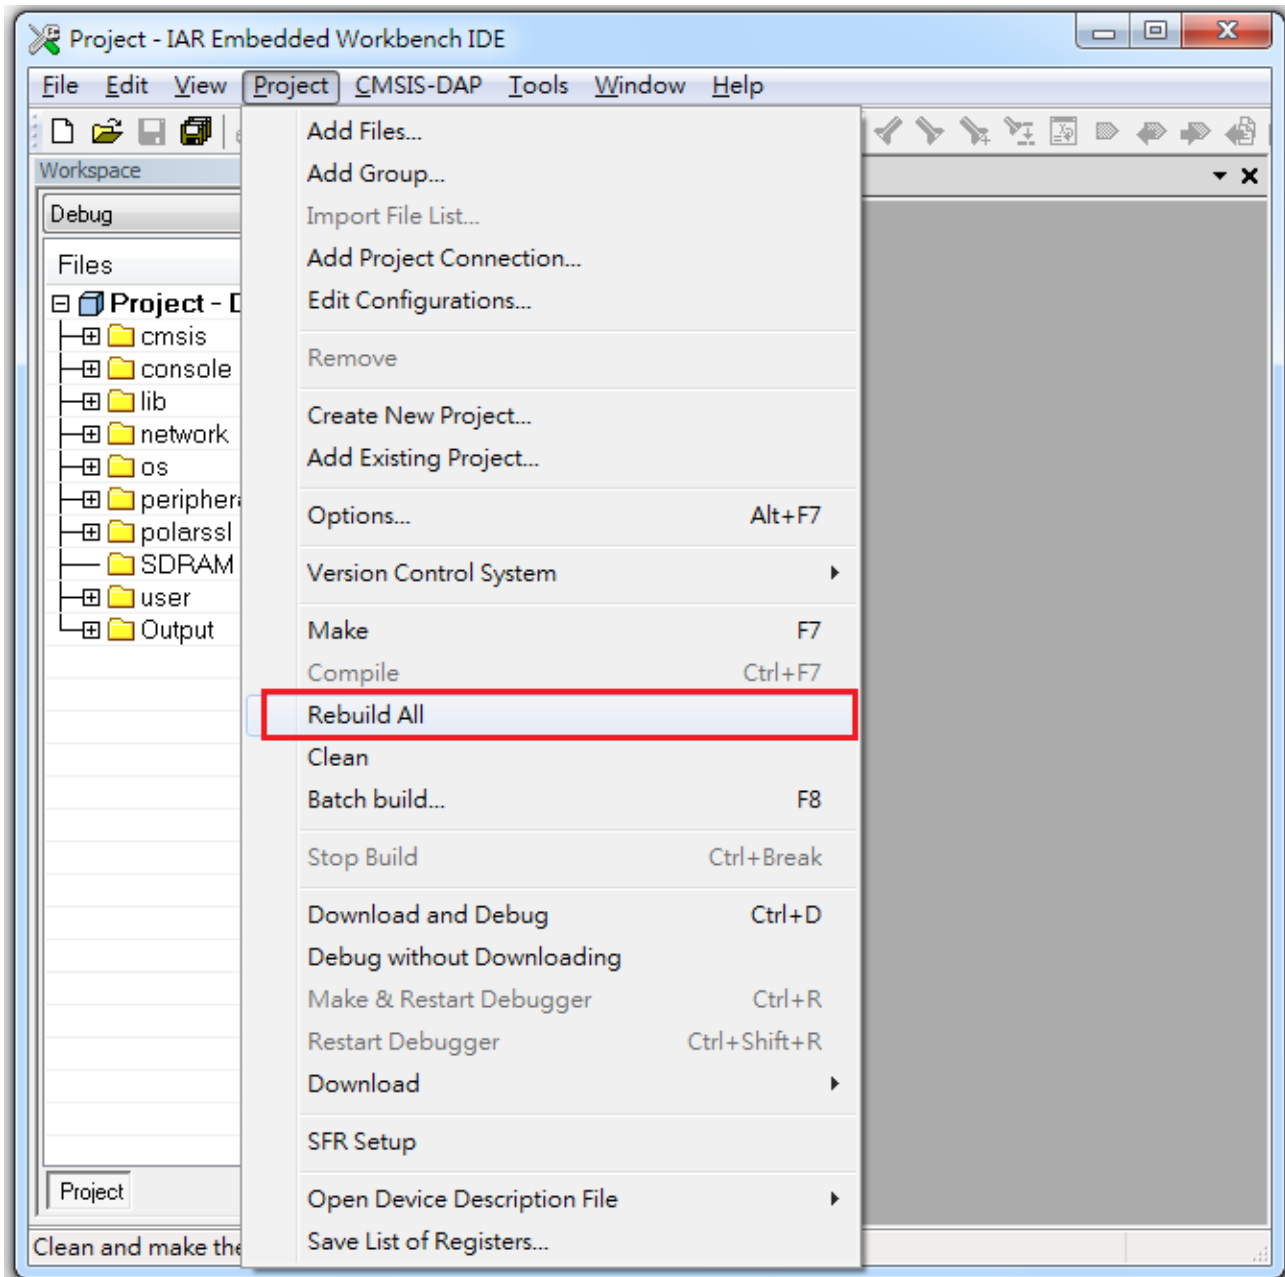 Project - IAR Embedded Workbench IDE
File Edit View Project CMSIS-DAP Tools Window Help
Workspace
Debug
Files
Project - D
cmsis
console
lib
network
os
periphera
polarssl
SDRAM
user
Output
Project
Clean and make the
Add Files...
Add Group...
Import File List...
Add Project Connection...
Edit Configurations...
Remove
Create New Project...
Add Existing Project...
Options... Alt+F7
Version Control System
Make F7
Compile Ctrl+F7
Rebuild All
Clean
Batch build... F8
Stop Build Ctrl+Break
Download and Debug Ctrl+D
Debug without Downloading
Make & Restart Debugger Ctrl+R
Restart Debugger Ctrl+Shift+R
Download
SFR Setup
Open Device Description File
Save List of Registers...